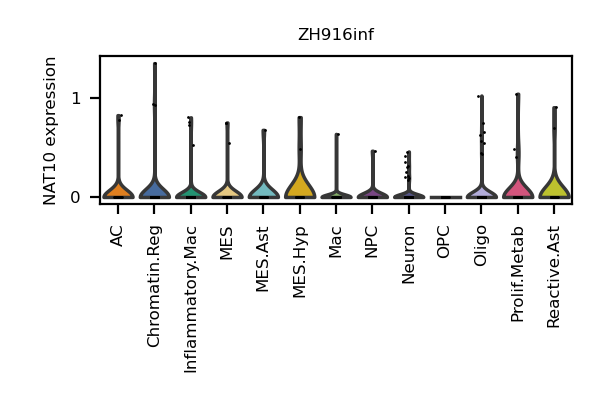 ZH916inf
NAT10 expression
1
0
AC
Chromatin.Reg
Inflammatory.Mac
MES
MES.Ast
MES.Hyp
Mac
NPC
Neuron
OPC
Oligo
Prolif.Metab
Reactive.Ast